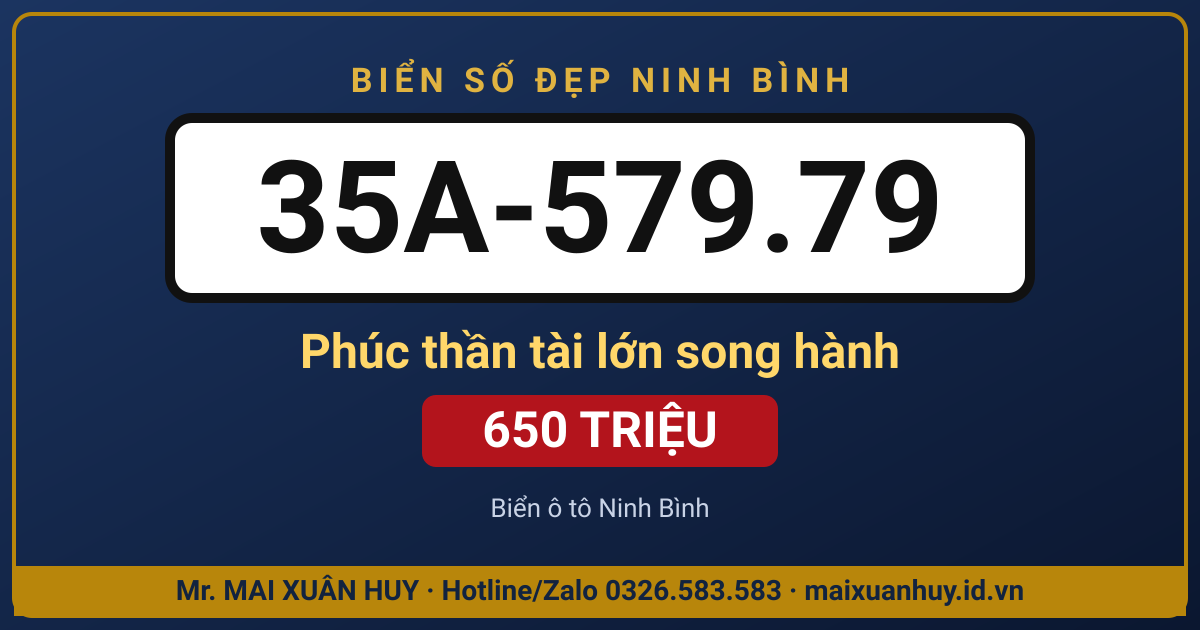 BIỂN SỐ ĐẸP NINH BÌNH
35A-579.79
Phúc thần tài lớn song hành
650 TRIỆU
Biển ô tô Ninh Bình
Mr. MAI XUÂN HUY · Hotline/Zalo 0326.583.583 · maixuanhuy.id.vn